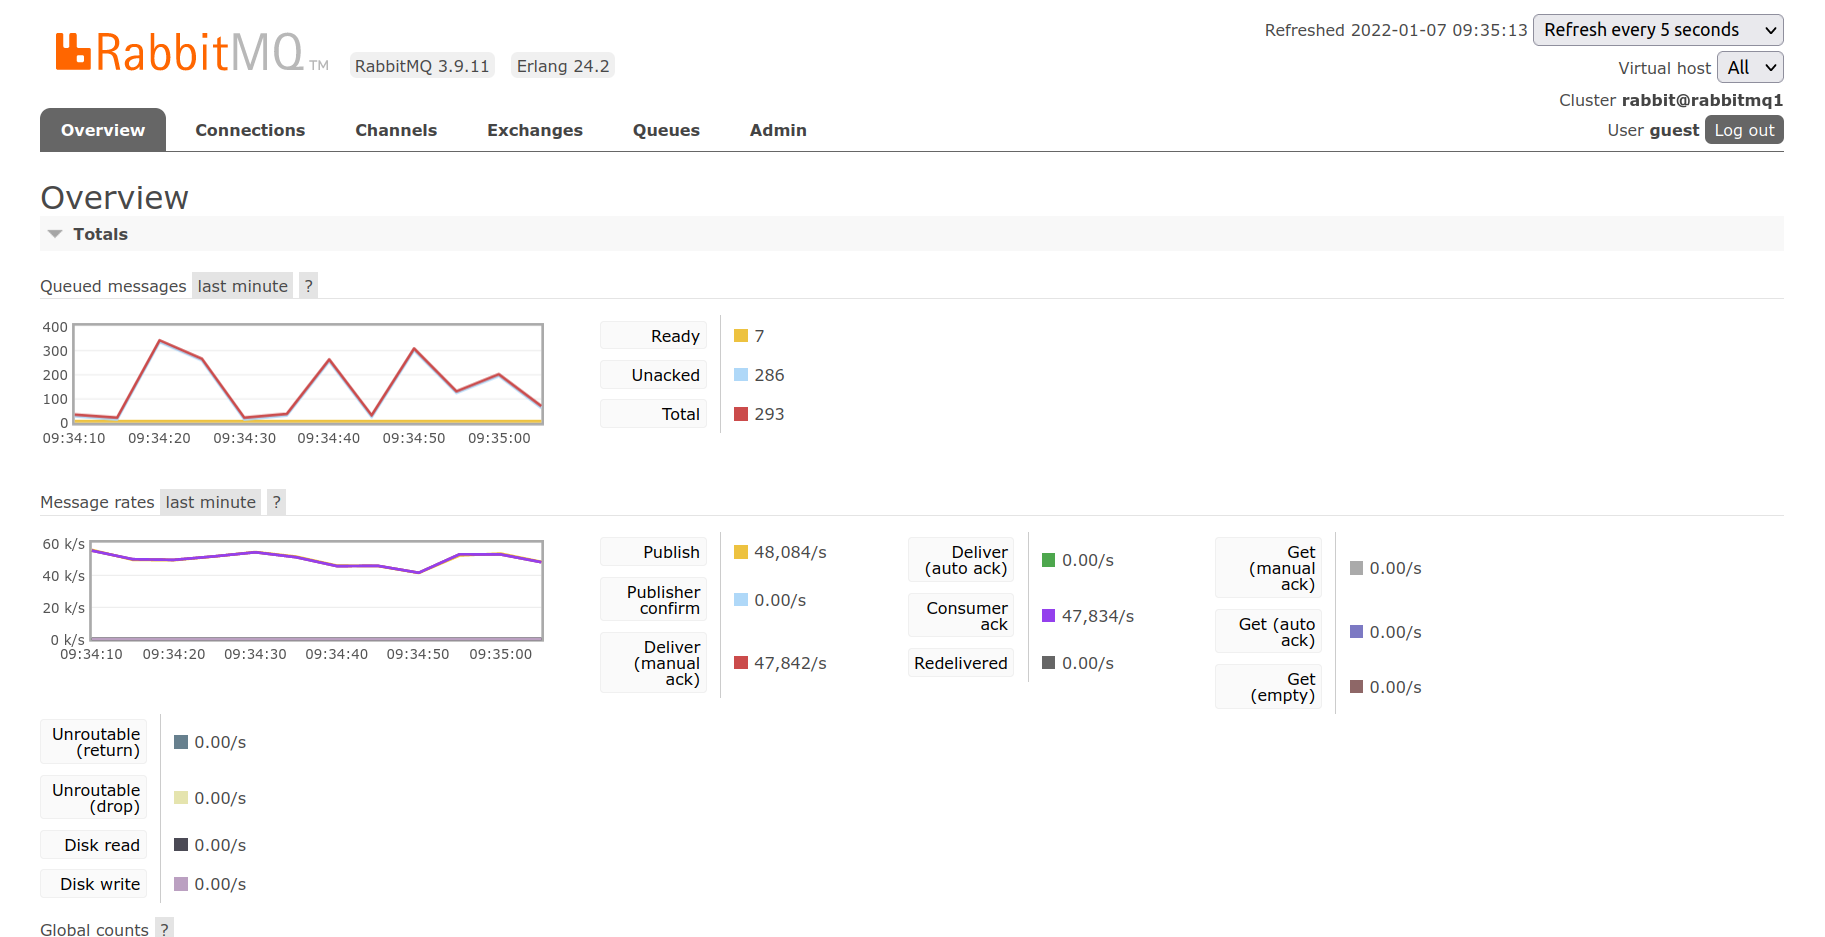 RabbitMQ TM
RabbitMQ 3.9.11
Erlang 24.2
Refreshed 2022-01-07 09:35:13
Refresh every 5 seconds
Virtual host
All
Cluster rabbit@rabbitmq1
User guest
Log out
Overview
Connections
Channels
Exchanges
Queues
Admin
Overview
Totals
Queued messages last minute ?
400
300
200
100
0
09:34:10 09:34:20 09:34:30 09:34:40 09:34:50 09:35:00
Ready 7
Unacked 286
Total 293
Message rates last minute ?
60 k/s
40 k/s
20 k/s
0 k/s
09:34:10 09:34:20 09:34:30 09:34:40 09:34:50 09:35:00
Publish 48,084/s
Publisher
confirm 0.00/s
Deliver
(manual
ack) 47,842/s
Deliver
(auto ack) 0.00/s
Consumer
ack 47,834/s
Redelivered 0.00/s
Get
(manual
ack) 0.00/s
Get (auto
ack) 0.00/s
Get
(empty) 0.00/s
Unroutable
(return) 0.00/s
Unroutable
(drop) 0.00/s
Disk read 0.00/s
Disk write 0.00/s
Global counts ?